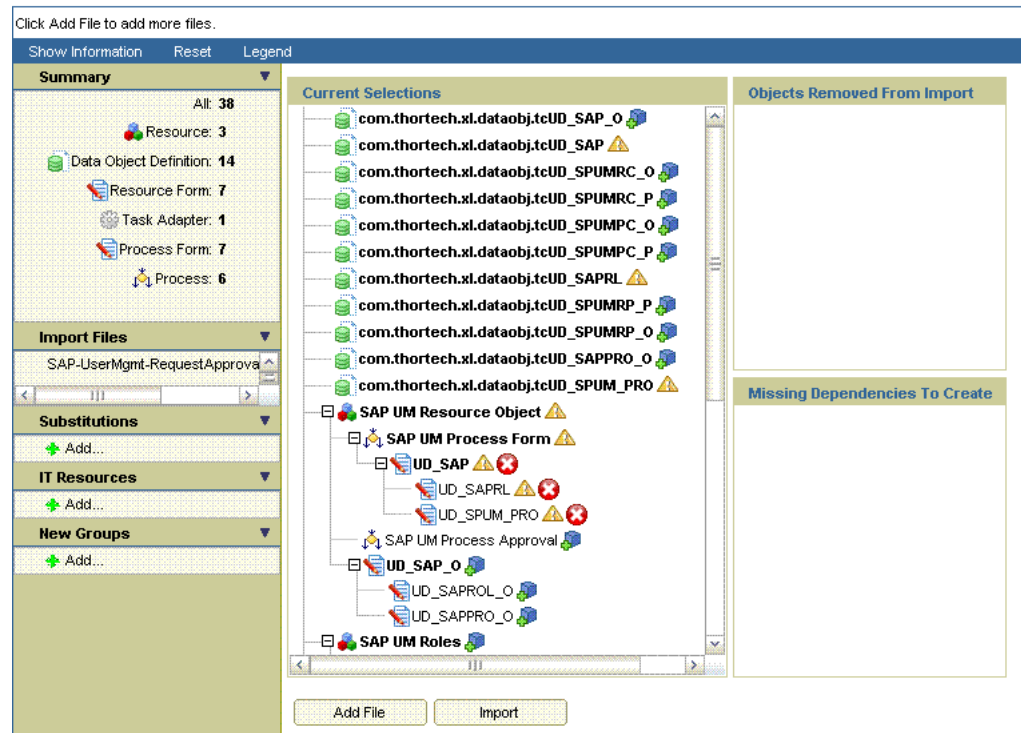 Click Add File to add more files.
Show Information Reset Legend
Summary
All: 38
Resource: 3
Data Object Definition: 14
Resource Form: 7
Task Adapter: 1
Process Form: 7
Process: 6
Import Files
SAP-UserMgmt-RequestApprova
Substitutions
Add...
IT Resources
Add...
New Groups
Add...
Current Selections
com.thortech.xl.dataobj.tcUD_SAP_O
com.thortech.xl.dataobj.tcUD_SAP
com.thortech.xl.dataobj.tcUD_SPUMRC_O
com.thortech.xl.dataobj.tcUD_SPUMRC_P
com.thortech.xl.dataobj.tcUD_SPUMPC_O
com.thortech.xl.dataobj.tcUD_SPUMPC_P
com.thortech.xl.dataobj.tcUD_SAPRL
com.thortech.xl.dataobj.tcUD_SPUMRP_P
com.thortech.xl.dataobj.tcUD_SPUMRP_O
com.thortech.xl.dataobj.tcUD_SAPPRO_O
com.thortech.xl.dataobj.tcUD_SPUM_PRO
SAP UM Resource Object
SAP UM Process Form
UD_SAP
UD_SAPRL
UD_SPUM_PRO
SAP UM Process Approval
UD_SAP_O
UD_SAPROL_O
UD_SAPPRO_O
SAP UM Roles
Add File Import
Objects Removed From Import
Missing Dependencies To Create